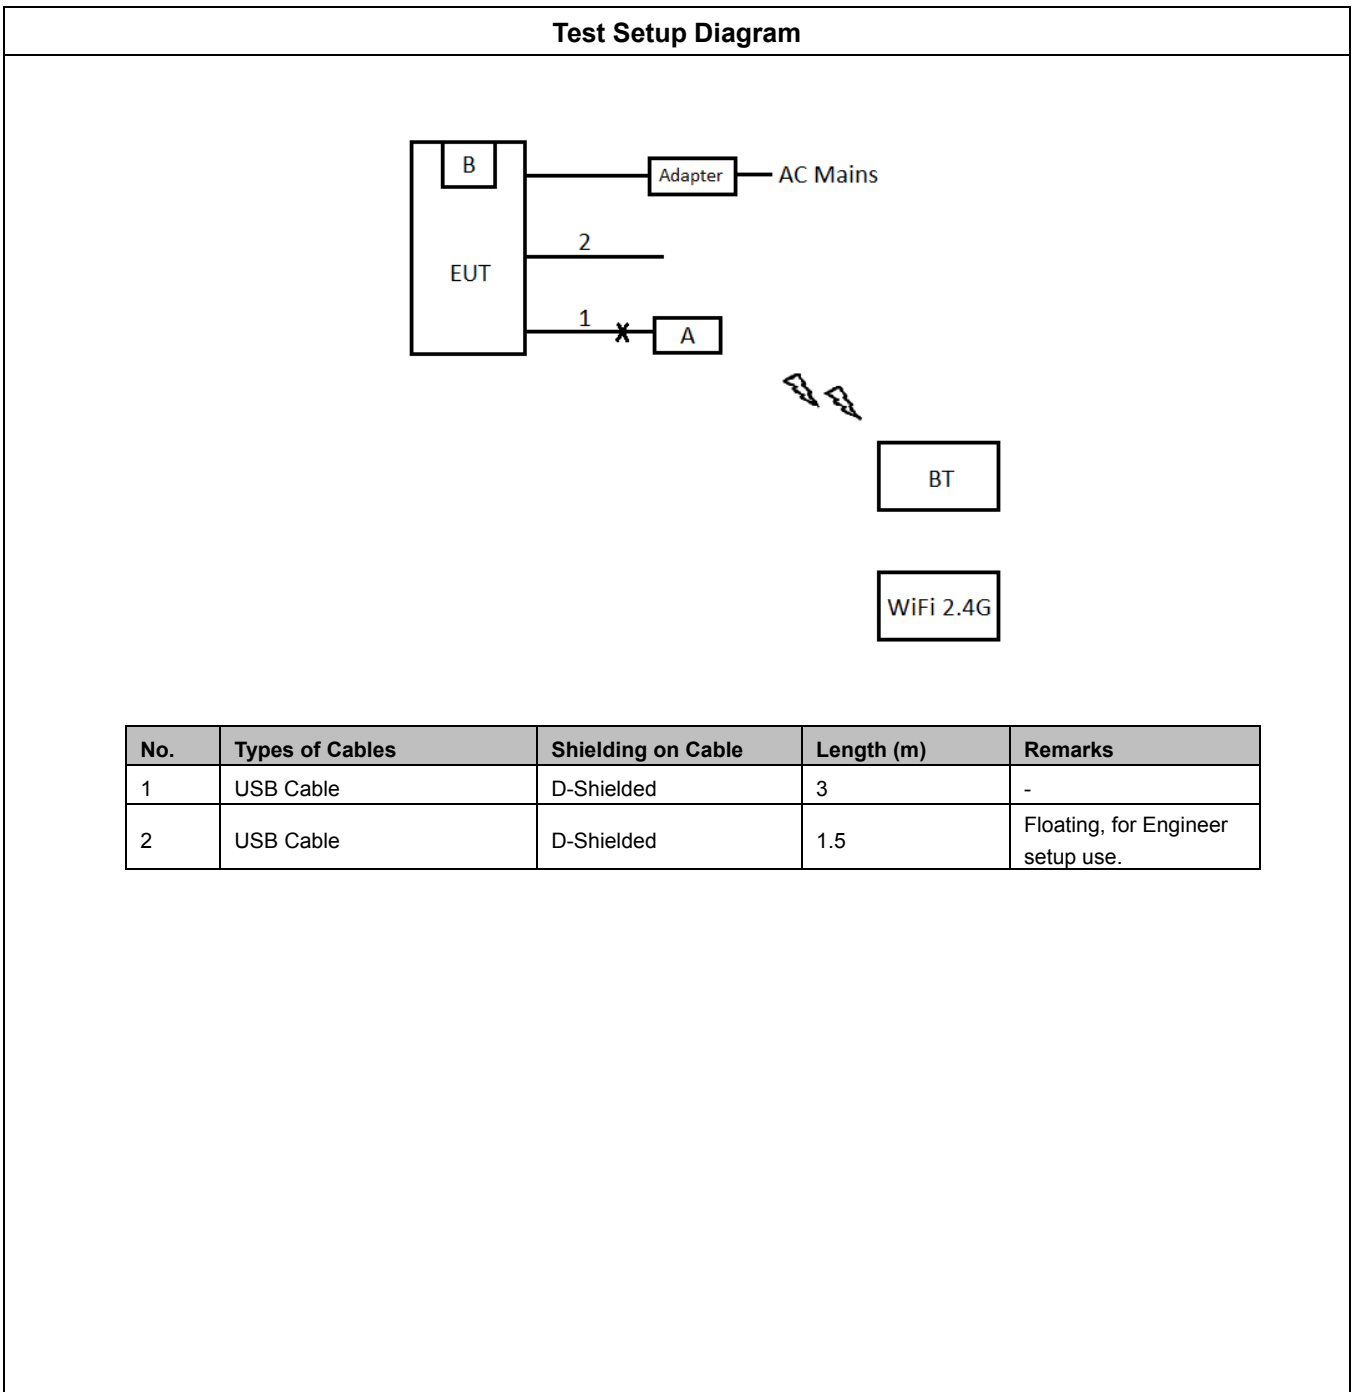 Test Setup Diagram
B
Adapter
AC Mains
2
EUT
1
A
BT
WiFi 2.4G
No. Types of Cables Shielding on Cable Length (m) Remarks
1 USB Cable D-Shielded 3 -
2 USB Cable D-Shielded 1.5 Floating, for Engineer
setup use.